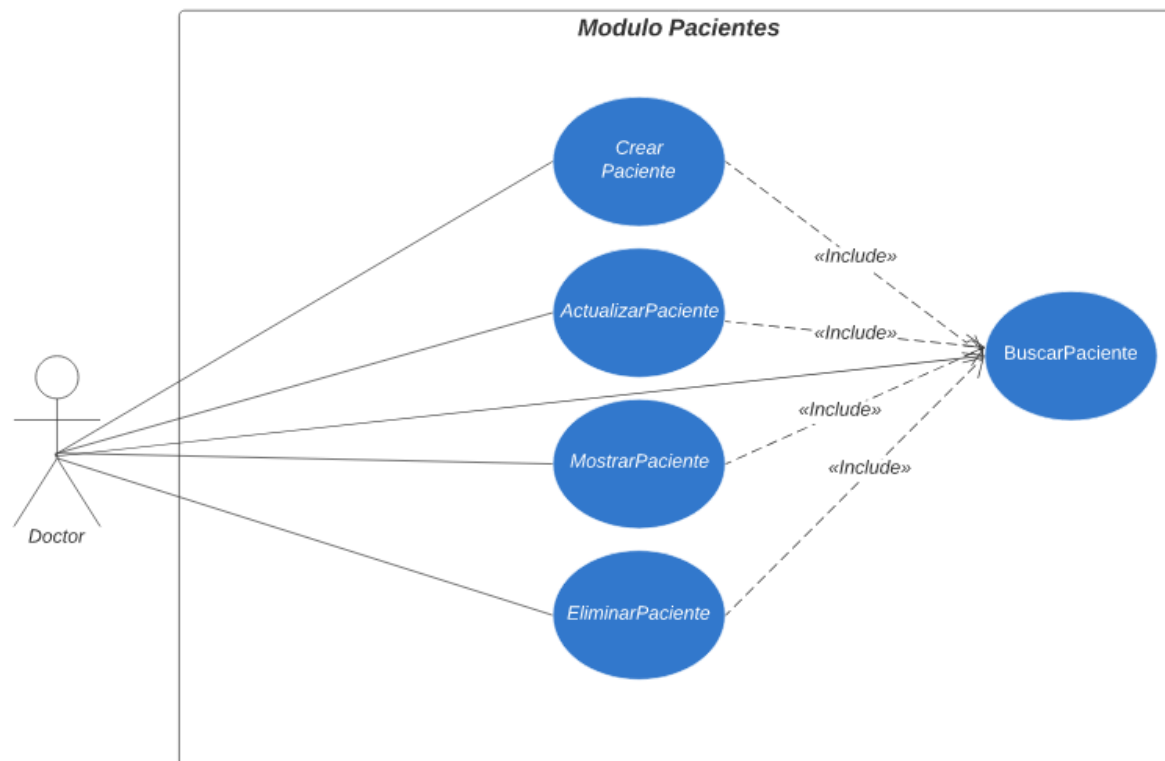 Modulo Pacientes
Crear
Paciente
«Include»
ActualizarPaciente
«Include»
BuscarPaciente
«Include»
MostrarPaciente
«Include»
Doctor
EliminarPaciente